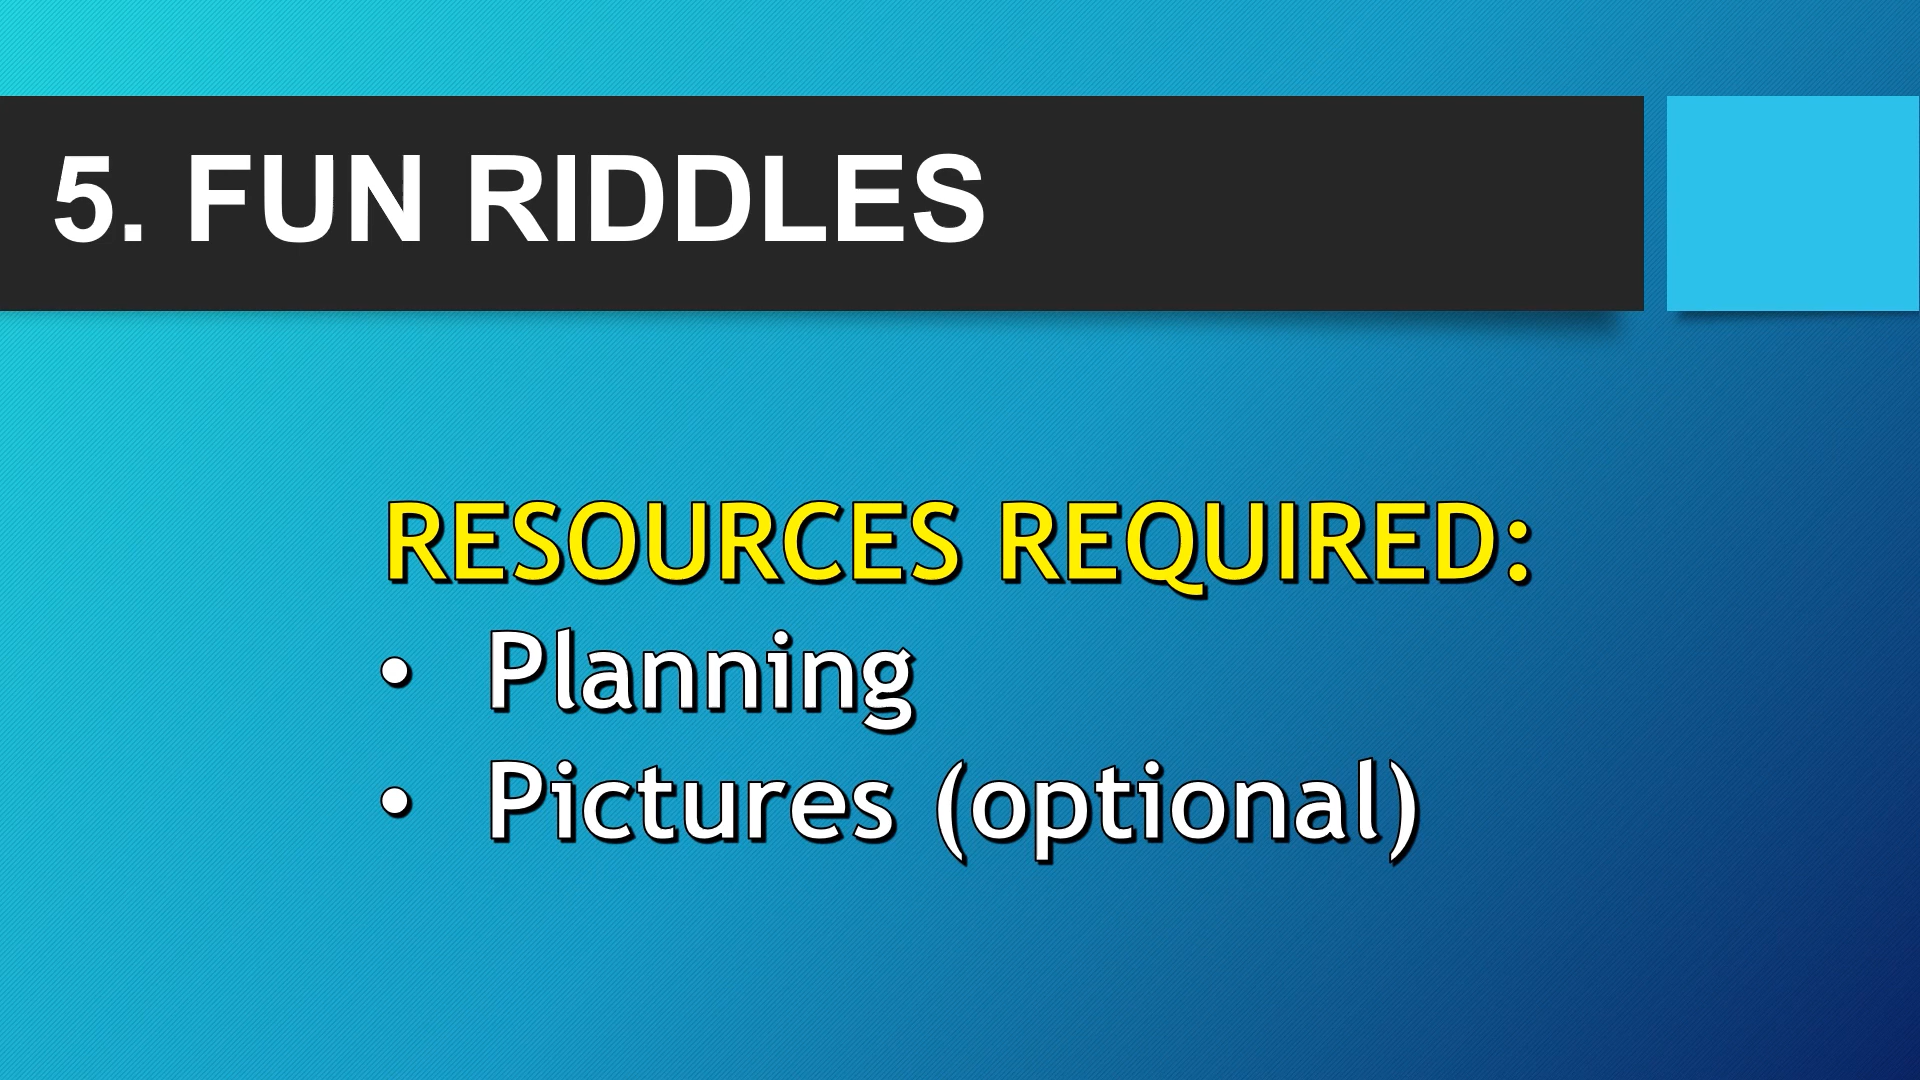 5. FUN RIDDLES
RESOURCES REQUIRED:
• Planning
• Pictures (optional)